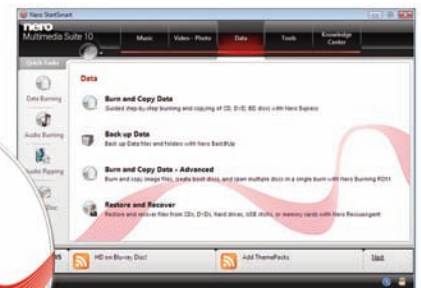 Nero StartSmart
nero
Multimedia Suite 10
Music
Video - Photo
Data
Tools
Knowledge
Center
Quick Tasks
Data Burning
Audio Burning
Audio Ripping
Disc
Data
Burn and Copy Data
Guided step-by-step burning and copying of CD, DVD, BD discs with Nero Express
Back up Data
Back up Data files and folders with Nero BackItUp
Burn and Copy Data - Advanced
Burn and copy image files, create boot discs, and span multiple discs in a single burn with Nero Burning ROM
Restore and Recover
Restore and recover files from CDs, DVDs, hard drives, USB sticks, or memory cards with Nero RescueAgent
HD on Blu-ray Disc!
Add ThemePacks
Next